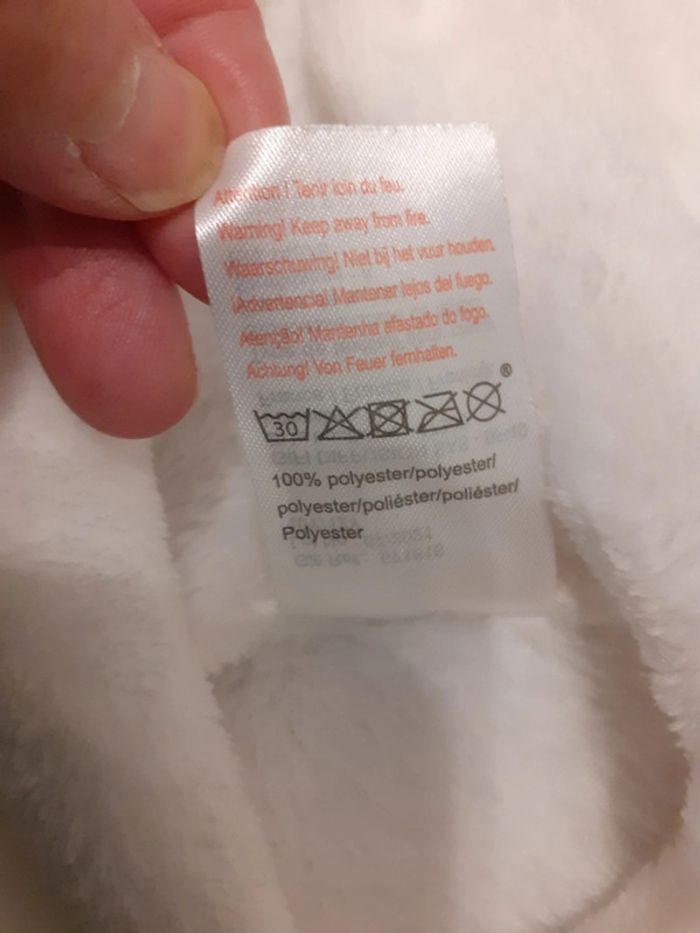 Attention ! Tenir loin du feu.
Warning! Keep away from fire.
Waarschuwing! Niet bij het vuur houden.
¡Advertencia! Mantener lejos del fuego.
Atenção! Mantenha afastado do fogo.
Achtung! Von Feuer fernhalten.
30 ®
100% polyester/polyester/
polyester/poliéster/poliéster/
Polyester